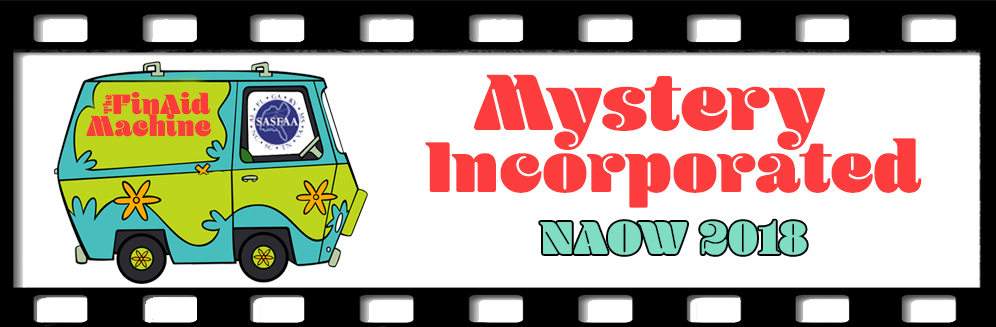 The
FinAid
Machine
SASFAA
Mystery
Incorporated
NAOW 2018